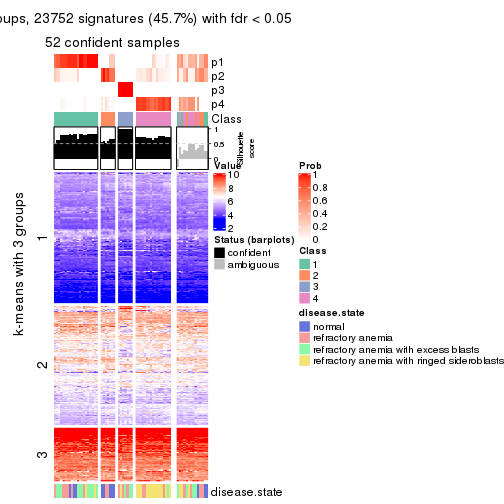 oups, 23752 signatures (45.7%) with fdr < 0.05
52 confident samples
p1
p2
p3
p4
Class
1
0.5
0
Silhouette
score
k-means with 3 groups
1
2
3
disease.state
Value
10
8
6
4
2
Status (barplots)
confident
ambiguous
Prob
1
0.8
0.6
0.4
0.2
0
Class
1
2
3
4
disease.state
normal
refractory anemia
refractory anemia with excess blasts
refractory anemia with ringed sideroblasts